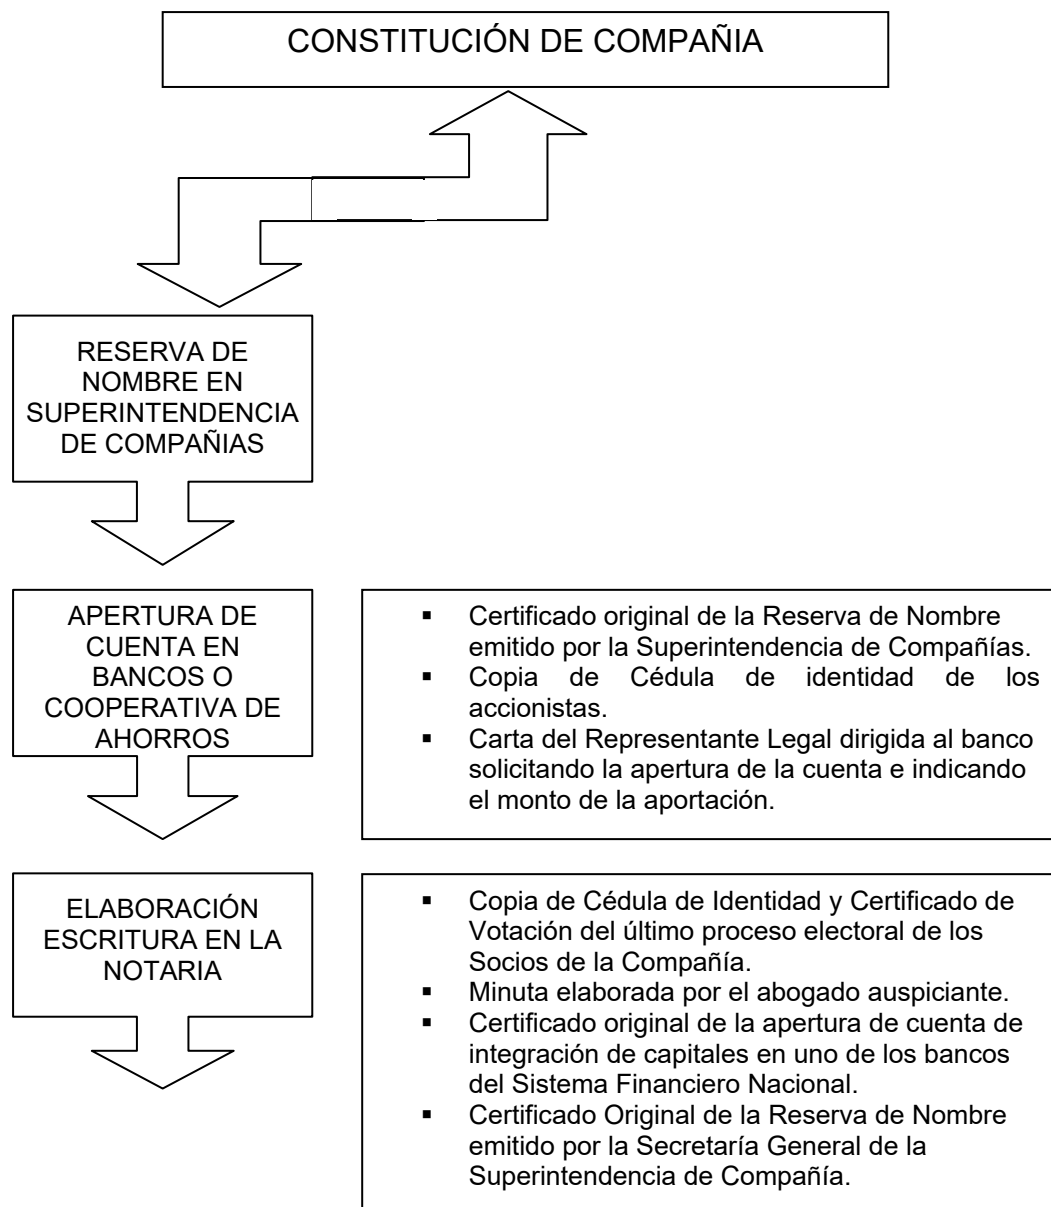 CONSTITUCIÓN DE COMPAÑIA
RESERVA DE
NOMBRE EN
SUPERINTENDENCIA
DE COMPAÑIAS
APERTURA DE
CUENTA EN
BANCOS O
COOPERATIVA DE
AHORROS
▪ Certificado original de la Reserva de Nombre
emitido por la Superintendencia de Compañías.
▪ Copia de Cédula de identidad de los
accionistas.
▪ Carta del Representante Legal dirigida al banco
solicitando la apertura de la cuenta e indicando
el monto de la aportación.
ELABORACIÓN
ESCRITURA EN LA
NOTARIA
▪ Copia de Cédula de Identidad y Certificado de
Votación del último proceso electoral de los
Socios de la Compañía.
▪ Minuta elaborada por el abogado auspiciante.
▪ Certificado original de la apertura de cuenta de
integración de capitales en uno de los bancos
del Sistema Financiero Nacional.
▪ Certificado Original de la Reserva de Nombre
emitido por la Secretaría General de la
Superintendencia de Compañía.